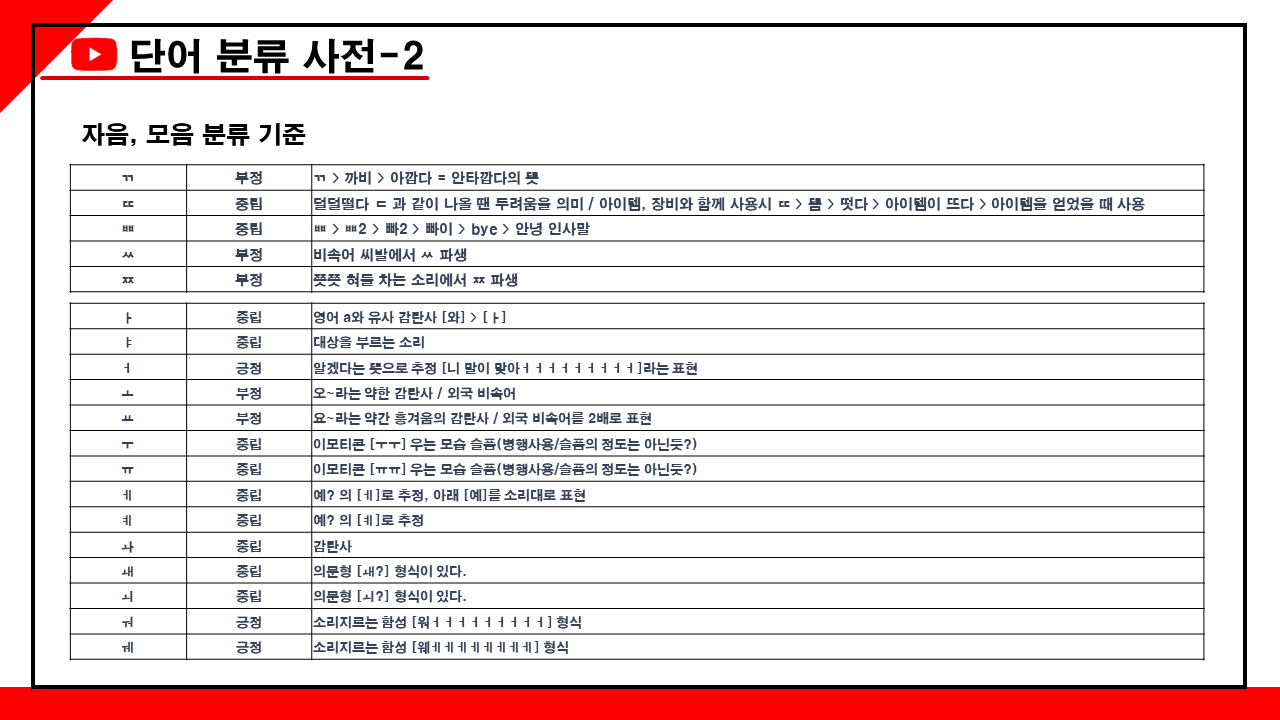 단어 분류 사전-2
자음, 모음 분류 기준
ㄲ 부정 ㄲ > 까비 > 아깝다 = 안타깝다의 뜻
ㄸ 중립 덜덜떨다 ㄷ 과 같이 나올 땐 두려움을 의미 / 아이템, 장비와 함께 사용시 ㄸ > 뜸 > 떳다 > 아이템이 뜨다 > 아이템을 얻었을 때 사용
ㅃ 중립 ㅃ > ㅃ2 > 빠2 > 빠이 > bye > 안녕 인사말
ㅆ 부정 비속어 씨발에서 ㅆ 파생
ㅉ 부정 쯧쯧 혀들 차는 소리에서 ㅉ 파생
ㅏ 중립 영어 a와 유사 감탄사 [와] > [ㅏ]
ㅑ 중립 대상을 부르는 소리
ㅓ 긍정 알겠다는 뜻으로 추정 [니 말이 맞아ㅓㅓㅓㅓㅓㅓㅓㅓㅓ]라는 표현
ㅗ 부정 오~라는 약한 감탄사 / 외국 비속어
ㅛ 부정 요~라는 약간 흥겨움의 감탄사 / 외국 비속어를 2배로 표현
ㅜ 중립 이모티콘 [ㅜㅜ] 우는 모습 슬픔(병행사용/슬픔의 정도는 아닌듯?)
ㅠ 중립 이모티콘 [ㅠㅠ] 우는 모습 슬픔(병행사용/슬픔의 정도는 아닌듯?)
ㅔ 중립 예? 의 [ㅔ]로 추정, 아래 [예]를 소리대로 표현
ㅖ 중립 예? 의 [ㅖ]로 추정
ㅘ 중립 감탄사
ㅙ 중립 의문형 [ㅙ?] 형식이 있다.
ㅚ 중립 의문형 [ㅚ?] 형식이 있다.
ㅝ 긍정 소리지르는 함성 [워ㅓㅓㅓㅓㅓㅓㅓㅓㅓ] 형식
ㅞ 긍정 소리지르는 함성 [웨ㅔㅔㅔㅔㅔㅔㅔㅔ] 형식